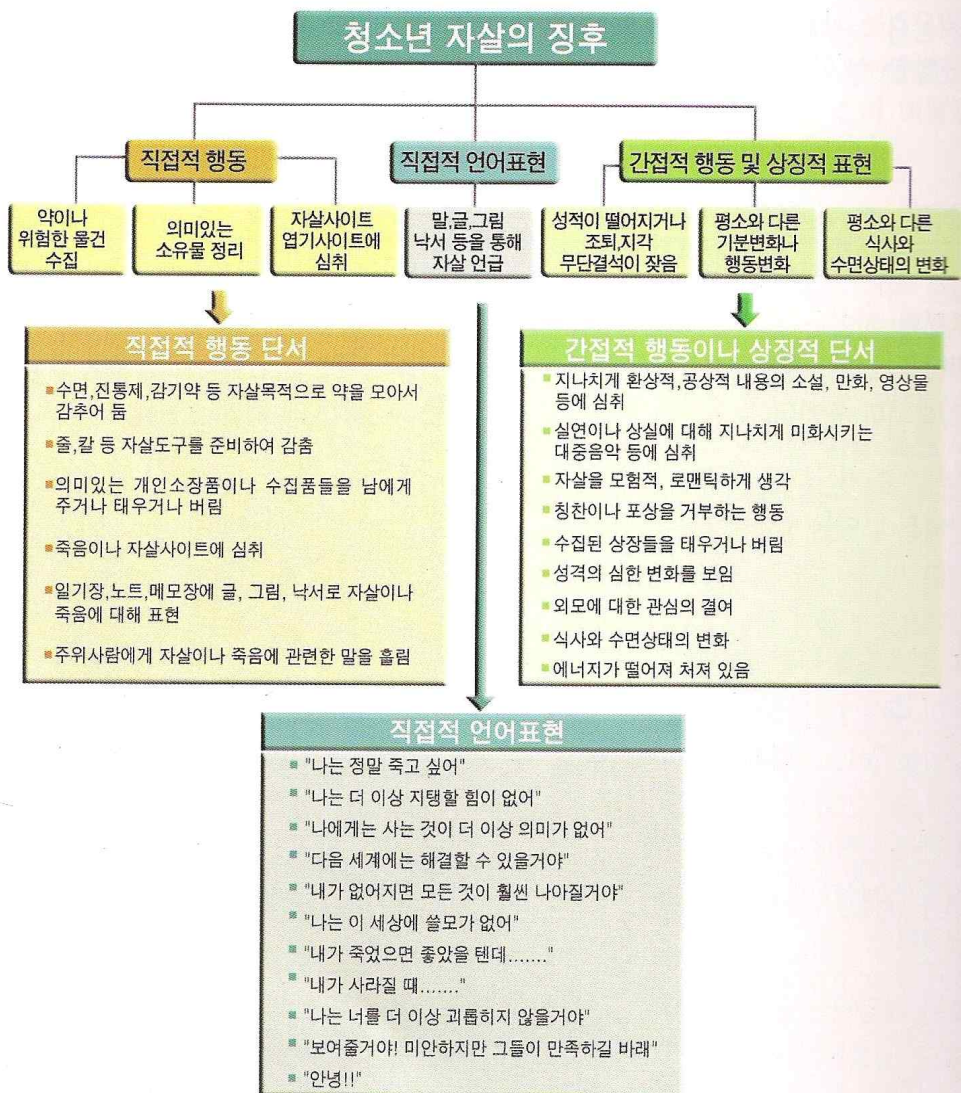 청소년 자살의 징후
직접적 행동
직접적 언어표현
간접적 행동 및 상징적 표현
약이나
위험한 물건
수집
의미있는
소유물 정리
자살사이트
엽기사이트에
심취
말,글,그림
낙서 등을 통해
자살 언급
성적이 떨어지거나
조퇴,지각
무단결석이 잦음
평소와 다른
기분변화나
행동변화
평소와 다른
식사와
수면상태의 변화
직접적 행동 단서
수면,진통제,감기약 등 자살목적으로 약을 모아서
감추어 둠
줄,칼 등 자살도구를 준비하여 감춤
의미있는 개인소장품이나 수집품들을 남에게
주거나 태우거나 버림
죽음이나 자살사이트에 심취
일기장,노트,메모장에 글, 그림, 낙서로 자살이나
죽음에 대해 표현
주위사람에게 자살이나 죽음에 관련한 말을 흘림
간접적 행동이나 상징적 단서
지나치게 환상적,공상적 내용의 소설, 만화, 영상물
등에 심취
실연이나 상실에 대해 지나치게 미화시키는
대중음악 등에 심취
자살을 모험적, 로맨틱하게 생각
칭찬이나 포상을 거부하는 행동
수집된 상장들을 태우거나 버림
성격의 심한 변화를 보임
외모에 대한 관심의 결여
식사와 수면상태의 변화
에너지가 떨어져 처져 있음
직접적 언어표현
"나는 정말 죽고 싶어"
"나는 더 이상 지탱할 힘이 없어"
"나에게는 사는 것이 더 이상 의미가 없어"
"다음 세계에는 해결할 수 있을거야"
"내가 없어지면 모든 것이 훨씬 나아질거야"
"나는 이 세상에 쓸모가 없어"
"내가 죽었으면 좋았을 텐데......."
"내가 사라질 때......."
"나는 너를 더 이상 괴롭히지 않을거야"
"보여줄거야! 미안하지만 그들이 만족하길 바래"
"안녕!!"